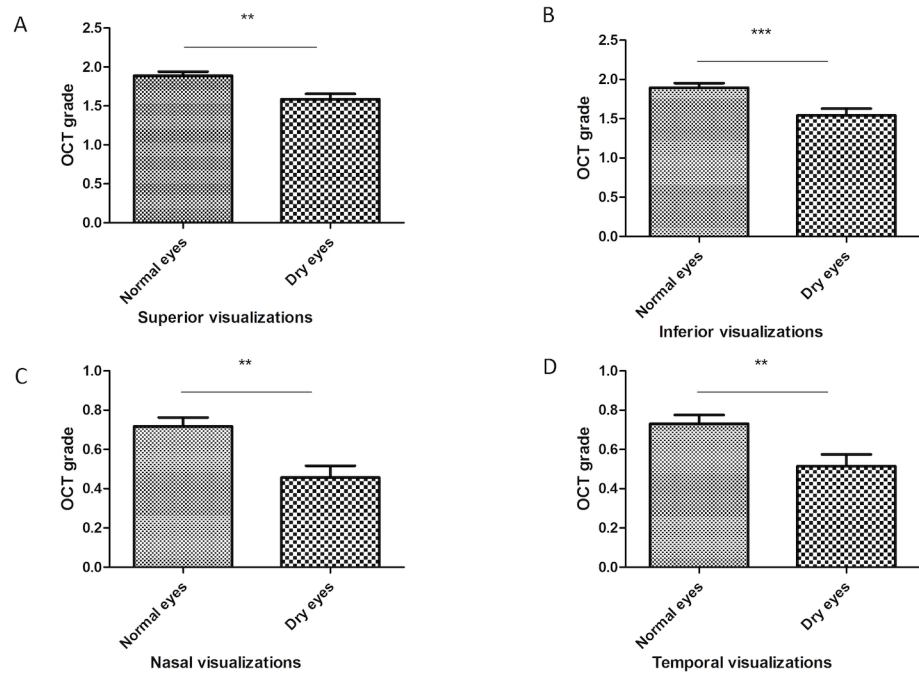 A
**
OCT grade
2.5
2.0
1.5
1.0
0.5
0.0
Normal eyes
Dry eyes
Superior visualizations
B
***
OCT grade
2.5
2.0
1.5
1.0
0.5
0.0
Normal eyes
Dry eyes
Inferior visualizations
C
**
OCT grade
1.0
0.8
0.6
0.4
0.2
0.0
Normal eyes
Dry eyes
Nasal visualizations
D
**
OCT grade
1.0
0.8
0.6
0.4
0.2
0.0
Normal eyes
Dry eyes
Temporal visualizations